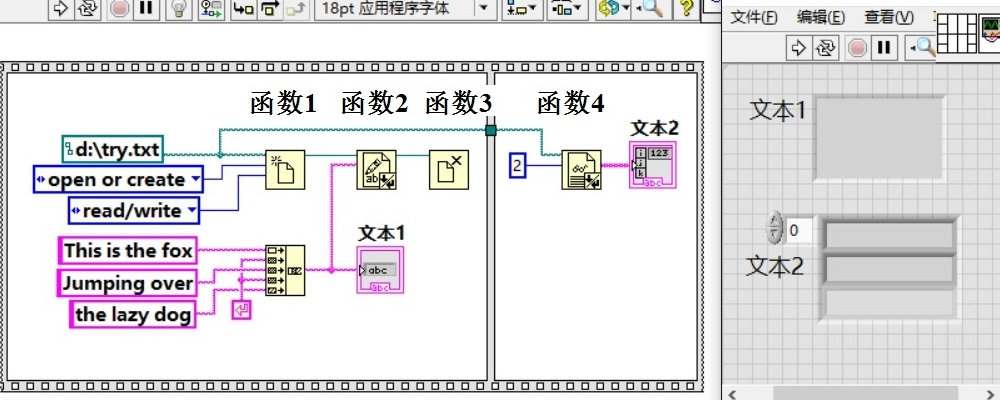 18pt 应用程序字体
文件(F) 编辑(E) 查看(V)
函数1 函数2 函数3 函数4
d:\try.txt
open or create
read/write
This is the fox
Jumping over
the lazy dog
文本1
abc
abc
ab
2
文本2
i 123
j
k
abc
文本1
0
文本2